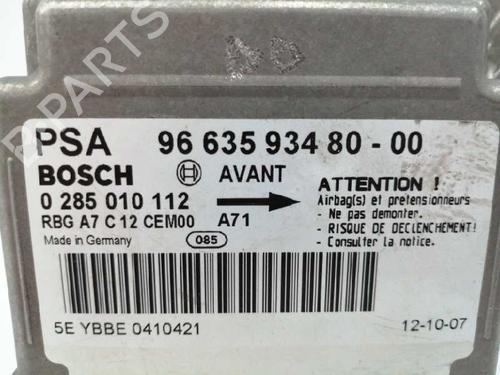 PSA 96 635 934 80 - 00
BOSCH AVANT
0 285 010 112
RBG A7 C 12 CEM00 A71
Made in Germany 085
ATTENTION !
Airbag(s) et pretensionneurs
- Ne pas demonter.
- RISQUE DE DECLENCHEMENT!
- Consulter la notice.
5E YBBE 0410421 12-10-07
B-PARTS